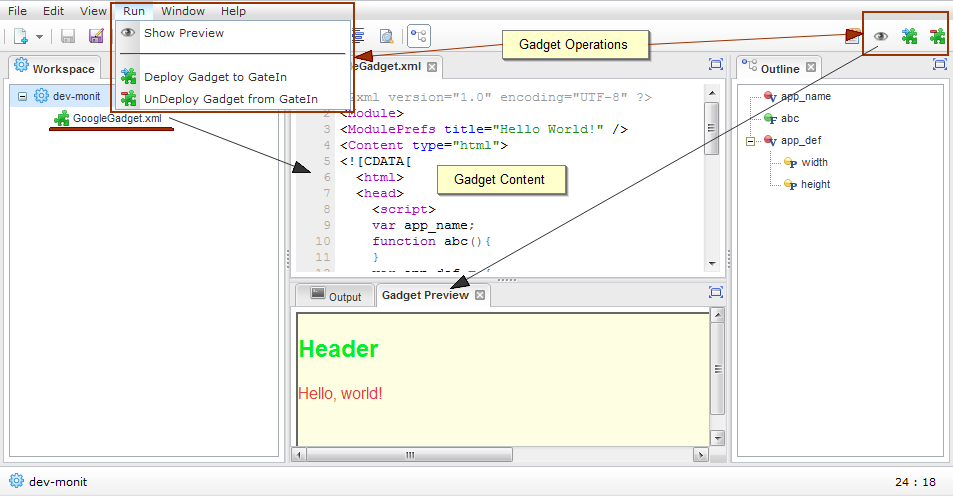 File Edit View Run Window Help
Show Preview
Deploy Gadget to GateIn
UnDeploy Gadget from GateIn
Gadget Operations
Workspace
dev-monit
GoogleGadget.xml
eGadget.xml
?xml version="1.0" encoding="UTF-8" ?>
2 <Module>
3 <ModulePrefs title="Hello World!" />
4 <Content type="html">
5 <![CDATA[
6 <html>
7 <head>
8 <script>
9 var app_name;
10 function abc(){
11 }
Gadget Content
Output
Gadget Preview
Header
Hello, world!
Outline
app_name
abc
app_def
width
height
dev-monit
24 : 18